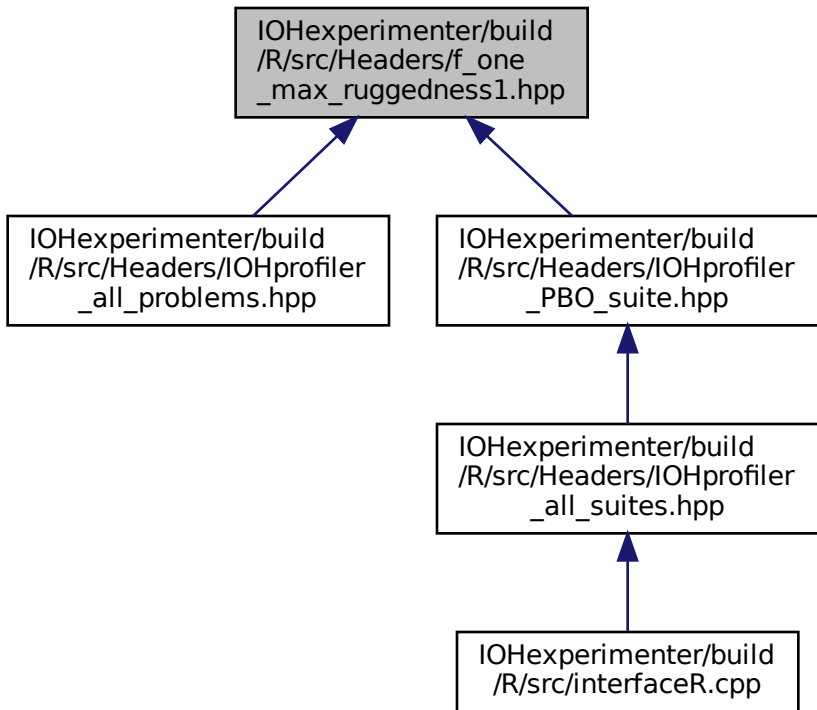 IOHexperimenter/build
/R/src/Headers/f_one
_max_ruggedness1.hpp
IOHexperimenter/build
/R/src/Headers/IOHprofiler
_all_problems.hpp
IOHexperimenter/build
/R/src/Headers/IOHprofiler
_PBO_suite.hpp
IOHexperimenter/build
/R/src/Headers/IOHprofiler
_all_suites.hpp
IOHexperimenter/build
/R/src/interfaceR.cpp